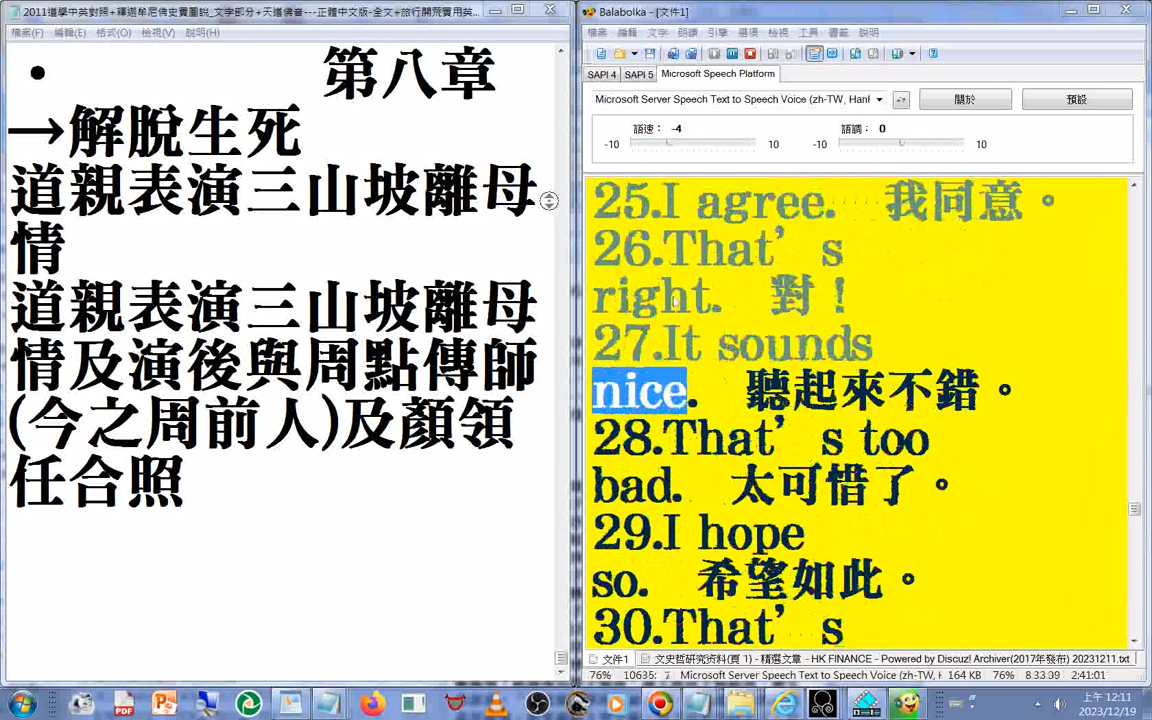 2011道學中英對照+釋迦牟尼佛史實圖說_文字部分+天道佛音---正體中文版-全文+旅行開荒實用英...
檔案(F) 編輯(E) 格式(O) 檢視(V) 說明(H)
• 第八章
→解脫生死
道親表演三山坡離母
情
道親表演三山坡離母
情及演後與周點傳師
(今之周前人)及顏領
任合照
Balabolka - [文件1]
檔案 編輯 文字 朗讀 引擎 選項 檢視 工具 書籤 說明
SAPI 4 SAPI 5 Microsoft Speech Platform
Microsoft Server Speech Text to Speech Voice (zh-TW, Hanl
關於 預設
語速: -4 語調: 0
-10 10 -10 10
25.I agree. 我同意。
26.That’s
right. 對！
27.It sounds
nice. 聽起來不錯。
28.That’s too
bad. 太可惜了。
29.I hope
so. 希望如此。
30.That’s
文件1 文史哲研究资料(頁 1) - 精選文章 - HK FINANCE - Powered by Discuz! Archiver(2017年發布) 20231211.txt
76% 10635: Microsoft Server Speech Text to Speech Voice (zh-TW, H 164 KB 76% 8:33:09 2:41:01
上午 12:11
2023/12/19